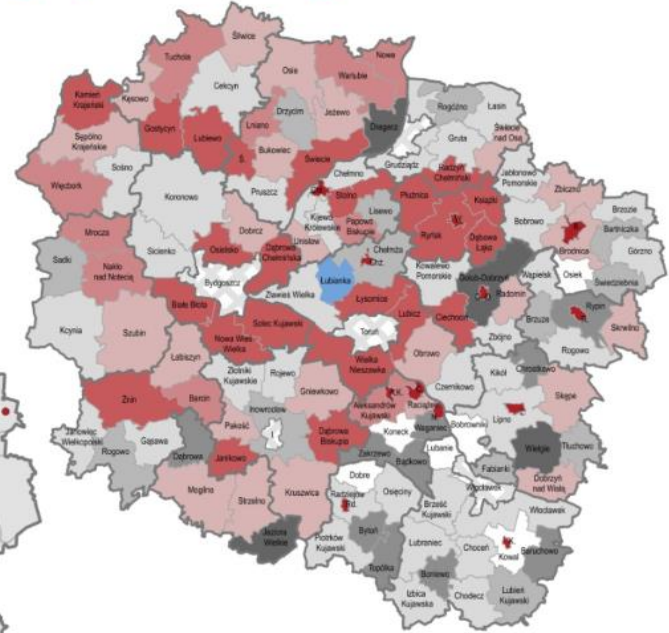 Śliwice
Tuchola
Nowe
Osie
Warlubie
Kamień
Krajeński
Kęsowo
Cekcyn
Rogóźno
Łasin
Drzycim
Jeżewo
Gostycyn
Lubiewo
Lniano
Dragacz
Świecie
nad Osą
Sępólno
Krajeńskie
Bukowiec
Gruta
Świecie
Ś.
Grudziądz
Sośno
Chełmno
Radzyń
Chełmiński
Jabłonowo
Pomorskie
Więcbork
Koronowo
Pruszcz
Stolno
Płużnica
Książki
Zbiczno
Lisewo
Brzozie
Kijewo
Królewskie
Papowo
Biskupie
Bobrowo
Bartniczka
Mrocza
Dobrcz
Unisław
Ryńsk
Dębowa
Łąka
Brodnica
Górzno
Sicienko
Osielsko
Dąbrowa
Chełmińska
Chełmża
Chż.
Sadki
Nakło
nad Notecią
Kowalewo
Pomorskie
Golub-Dobrzyń
Wąpielsk
Osiek
Świedziebnia
Bydgoszcz
Łubianka
Radomin
Zławieś Wielka
Łysomice
Rypin
Białe Błota
Lubicz
Ciechocin
Brzuze
Skrwilno
Solec Kujawski
Toruń
Kcynia
Szubin
Nowa Wieś
Wielka
Zbójno
Rogowo
Obrowo
Łabiszyn
Wielka
Nieszawka
Kikół
Chrostkowo
Złotniki
Kujawskie
Rojewo
Czernikowo
Gniewkowo
Żnin
Barcin
Aleksandrów
Kujawski
Raciążek
Skępe
Inowrocław
Lipno
Pakość
Waganiec
Bobrowniki
Janowiec
Wielkopolski
Gąsawa
Dąbrowa
Biskupia
Koneck
Rogowo
Dąbrowa
Lubanie
Wielgie
Tłuchowo
Janikowo
Zakrzewo
Bądkowo
Fabianki
Dobre
Dobrzyń
nad Wisłą
Mogilno
Strzelno
Kruszwica
Radziejów
Rd.
Osięciny
Włocławek
Brześć
Kujawski
Włocławek
Jeziora
Wielkie
Bytoń
Piotrków
Kujawski
Lubraniec
Choceń
Kowal
Baruchowo
Topólka
Boniewo
Izbica
Kujawska
Chodecz
Lubień
Kujawski